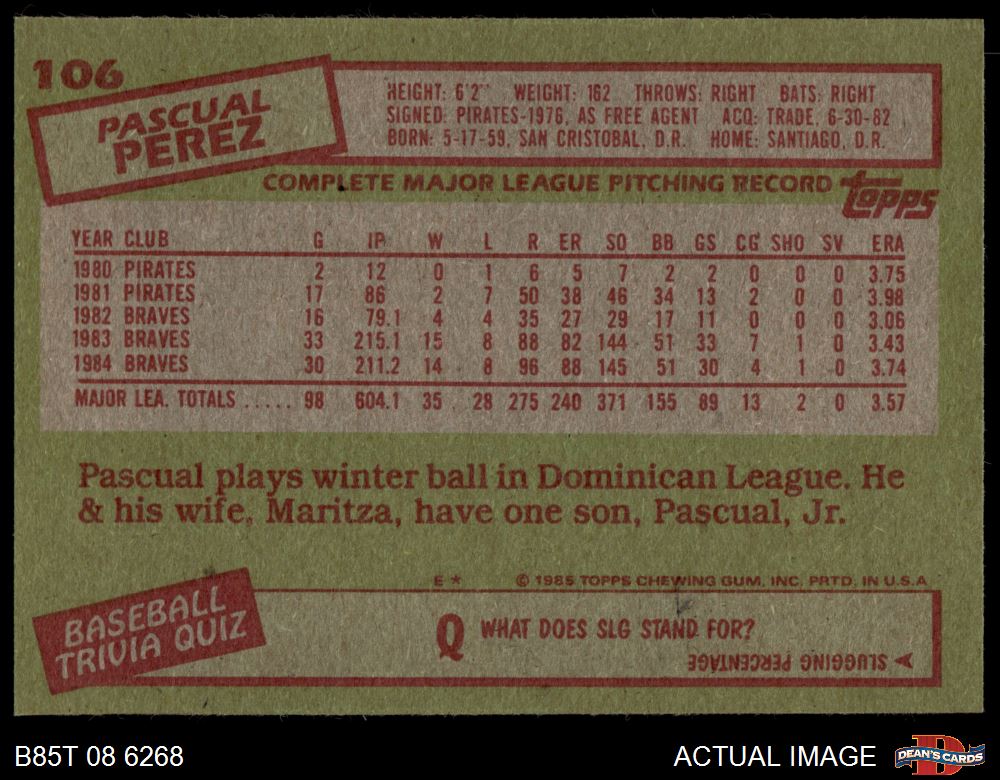 106
PASCUAL
PEREZ
HEIGHT: 6'2" WEIGHT: 162 THROWS: RIGHT BATS: RIGHT
SIGNED: PIRATES-1976, AS FREE AGENT ACQ: TRADE, 6-30-82
BORN: 5-17-59, SAN CRISTOBAL, D.R. HOME: SANTIAGO, D.R.
COMPLETE MAJOR LEAGUE PITCHING RECORD topps
YEAR CLUB G IP W L R ER SO BB GS CG SHO SV ERA
1980 PIRATES 2 12 0 1 6 5 7 2 2 0 0 0 3.75
1981 PIRATES 17 86 2 7 50 38 46 34 13 2 0 0 3.98
1982 BRAVES 16 79.1 4 4 35 27 29 17 11 0 0 0 3.06
1983 BRAVES 33 215.1 15 8 88 82 144 51 33 7 1 0 3.43
1984 BRAVES 30 211.2 14 8 96 88 145 51 30 4 1 0 3.74
MAJOR LEA. TOTALS ..... 98 604.1 35 28 275 240 371 155 89 13 2 0 3.57
Pascual plays winter ball in Dominican League. He
& his wife, Maritza, have one son, Pascual, Jr.
E * © 1985 TOPPS CHEWING GUM, INC. PRTD. IN U.S.A
BASEBALL
TRIVIA QUIZ
Q WHAT DOES SLG STAND FOR?
SLUGGING PERCENTAGE
B85T 08 6268
ACTUAL IMAGE
DEAN'S CARDS